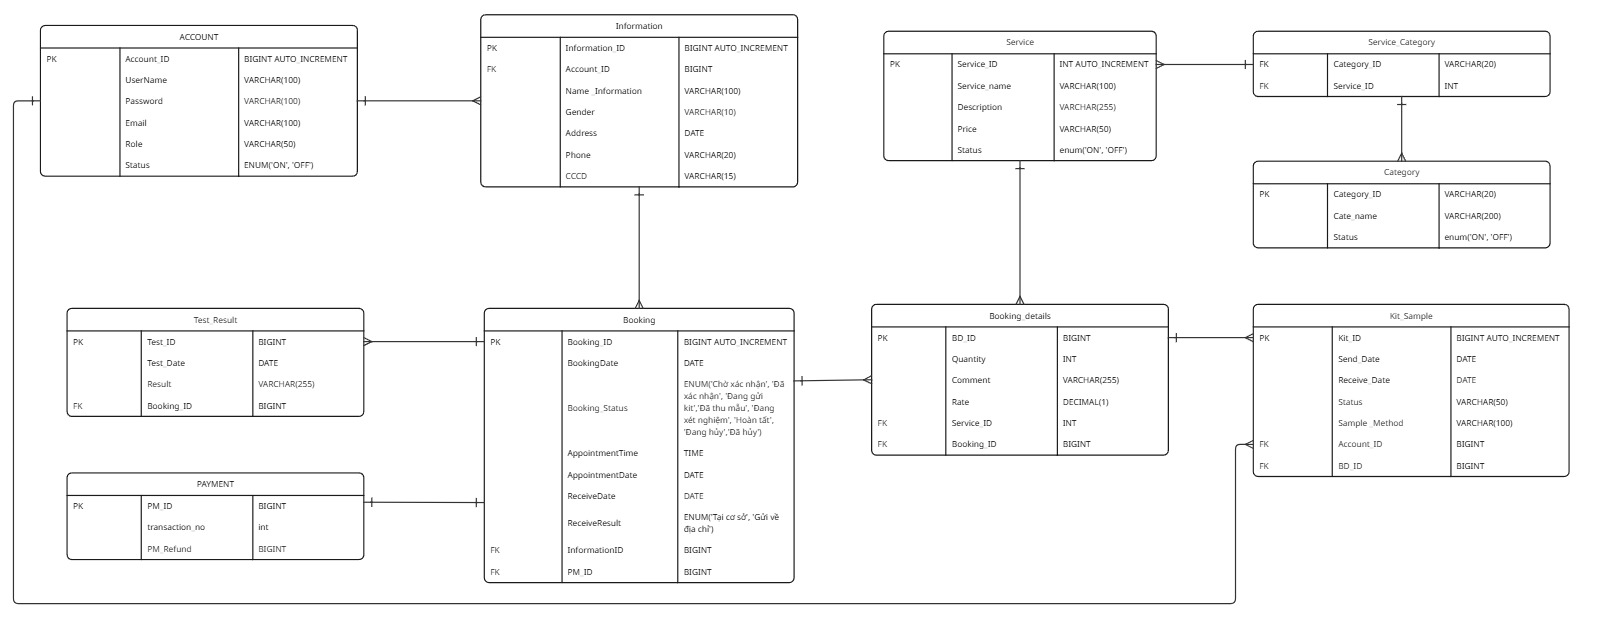 ACCOUNT
PK Account_ID BIGINT AUTO_INCREMENT
UserName VARCHAR(100)
Password VARCHAR(100)
Email VARCHAR(100)
Role VARCHAR(50)
Status ENUM('ON', 'OFF')
Information
PK Information_ID BIGINT AUTO_INCREMENT
FK Account_ID BIGINT
Name _Information VARCHAR(100)
Gender VARCHAR(10)
Address DATE
Phone VARCHAR(20)
CCCD VARCHAR(15)
Service
PK Service_ID INT AUTO_INCREMENT
Service_name VARCHAR(100)
Description VARCHAR(255)
Price VARCHAR(50)
Status enum('ON', 'OFF')
Service_Category
FK Category_ID VARCHAR(20)
FK Service_ID INT
Category
PK Category_ID VARCHAR(20)
Cate_name VARCHAR(200)
Status enum('ON', 'OFF')
Test_Result
PK Test_ID BIGINT
Test_Date DATE
Result VARCHAR(255)
FK Booking_ID BIGINT
PAYMENT
PK PM_ID BIGINT
transaction_no int
PM_Refund BIGINT
Booking
PK Booking_ID BIGINT AUTO_INCREMENT
BookingDate DATE
Booking_Status ENUM('Chờ xác nhận', 'Đã
xác nhận', 'Đang gửi
kit','Đã thu mẫu', 'Đang
xét nghiệm', 'Hoàn tất',
'Đang hủy','Đã hủy')
AppointmentTime TIME
AppointmentDate DATE
ReceiveDate DATE
ReceiveResult ENUM('Tại cơ sở', 'Gửi về
địa chỉ')
FK InformationID BIGINT
FK PM_ID BIGINT
Booking_details
PK BD_ID BIGINT
Quantity INT
Comment VARCHAR(255)
Rate DECIMAL(1)
FK Service_ID INT
FK Booking_ID BIGINT
Kit_Sample
PK Kit_ID BIGINT AUTO_INCREMENT
Send_Date DATE
Receive_Date DATE
Status VARCHAR(50)
Sample _Method VARCHAR(100)
FK Account_ID BIGINT
FK BD_ID BIGINT